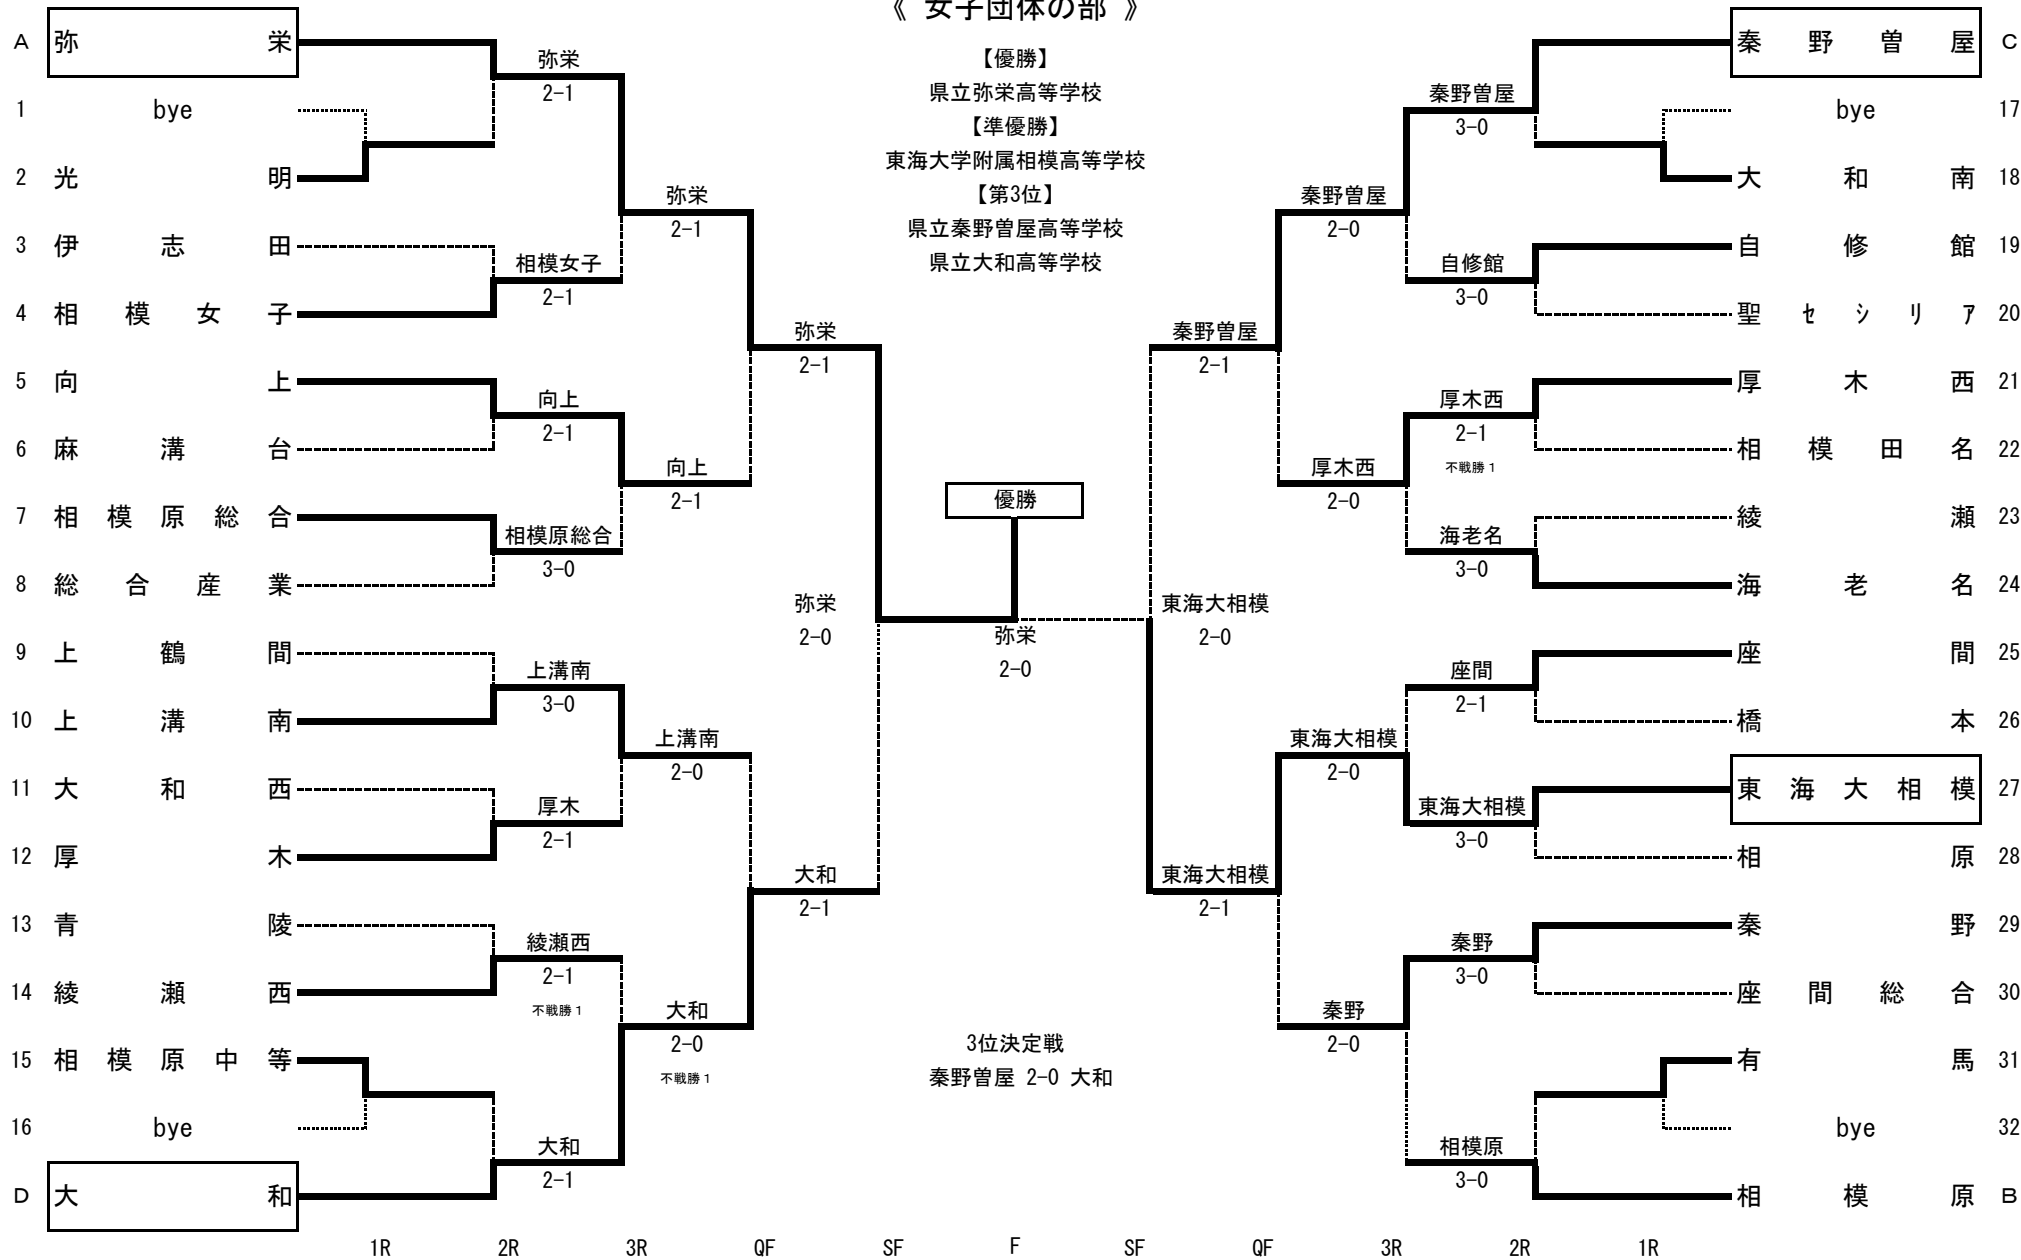 《 女子団体の部 》
【優勝】
県立弥栄高等学校
【準優勝】
東海大学附属相模高等学校
【第3位】
県立秦野曽屋高等学校
県立大和高等学校
A 弥栄
1 bye
2 光明
3 伊志田
4 相模女子
5 向上
6 麻溝台
7 相模原総合
8 総合産業
9 上鶴間
10 上溝南
11 大和西
12 厚木
13 青陵
14 綾瀬西
15 相模原中等
16 bye
D 大和
弥栄
2-1
相模女子
2-1
向上
2-1
相模原総合
3-0
上溝南
3-0
厚木
2-1
綾瀬西
2-1
不戦勝1
大和
2-1
弥栄
2-1
向上
2-1
上溝南
2-0
大和
2-0
不戦勝1
弥栄
2-1
大和
2-1
弥栄
2-0
優勝
弥栄
2-0
3位決定戦
秦野曽屋 2-0 大和
東海大相模
2-0
秦野曽屋
2-1
東海大相模
2-1
秦野曽屋
2-0
厚木西
2-0
東海大相模
2-0
秦野
2-0
秦野曽屋
3-0
自修館
3-0
厚木西
2-1
不戦勝1
海老名
3-0
座間
2-1
東海大相模
3-0
秦野
3-0
相模原
3-0
秦野曽屋 C
bye 17
大和南 18
自修館 19
聖セシリア 20
厚木西 21
相模田名 22
綾瀬 23
海老名 24
座間 25
橋本 26
東海大相模 27
相原 28
秦野 29
座間総合 30
有馬 31
bye 32
相模原 B
1R 2R 3R QF SF F SF QF 3R 2R 1R